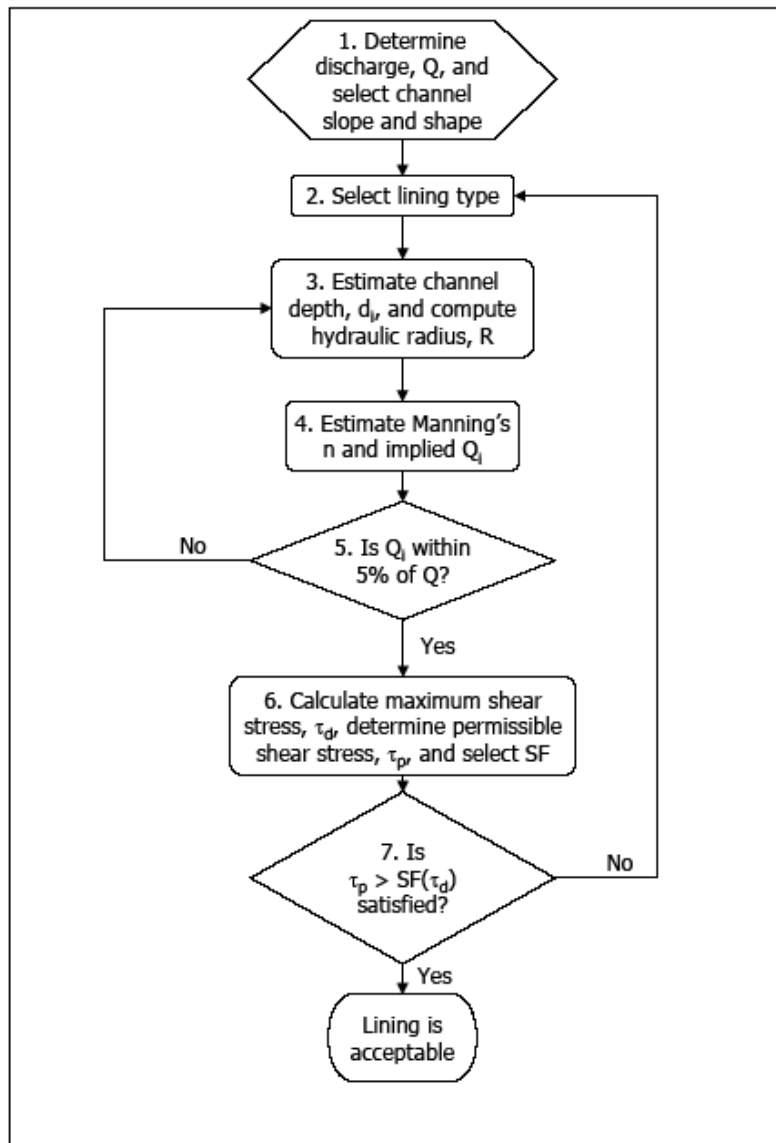 1. Determine
discharge, Q, and
select channel
slope and shape
2. Select lining type
3. Estimate channel
depth, dᵢ, and compute
hydraulic radius, R
4. Estimate Manning's
n and implied Qᵢ
No
5. Is Qᵢ within
5% of Q?
Yes
6. Calculate maximum shear
stress, τd, determine permissible
shear stress, τp, and select SF
7. Is
τp > SF(τd)
satisfied?
No
Yes
Lining is
acceptable